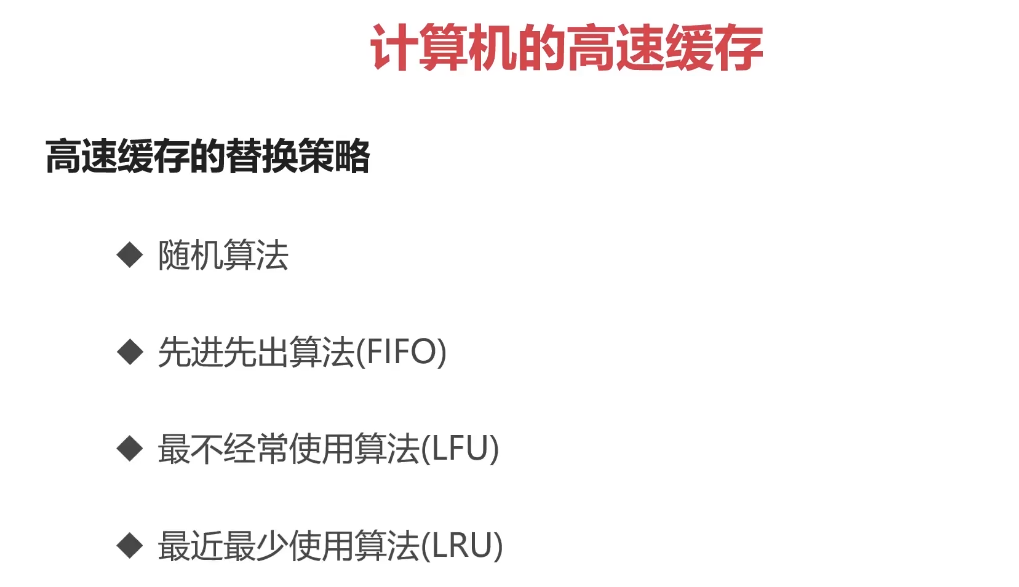 计算机的高速缓存
高速缓存的替换策略
◆ 随机算法
◆ 先进先出算法(FIFO)
◆ 最不经常使用算法(LFU)
◆ 最近最少使用算法(LRU)